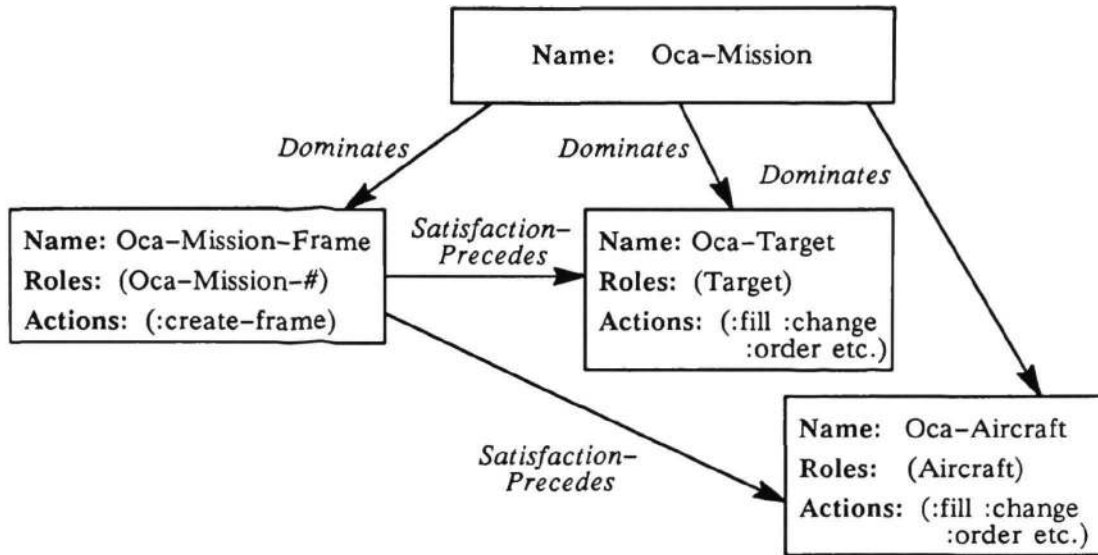 Name: Oca-Mission
Dominates
Dominates
Dominates
Name: Oca-Mission-Frame
Roles: (Oca-Mission-#)
Actions: (:create-frame)
Satisfaction-
Precedes
Name: Oca-Target
Roles: (Target)
Actions: (:fill :change
:order etc.)
Satisfaction-
Precedes
Name: Oca-Aircraft
Roles: (Aircraft)
Actions: (:fill :change
:order etc.)